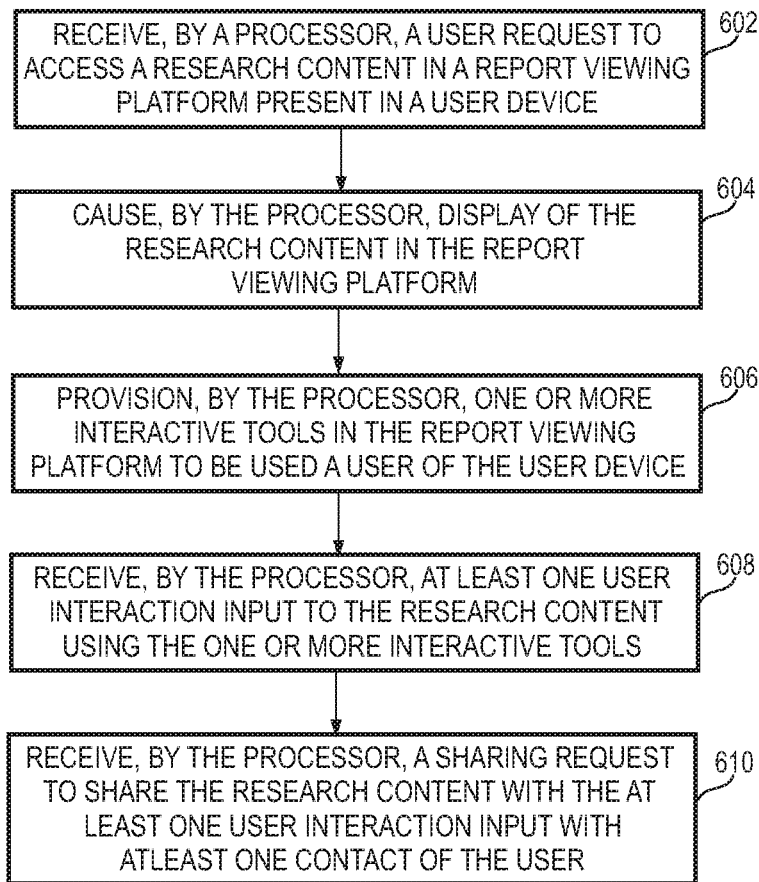 RECEIVE, BY A PROCESSOR, A USER REQUEST TO
ACCESS A RESEARCH CONTENT IN A REPORT VIEWING
PLATFORM PRESENT IN A USER DEVICE
602
CAUSE, BY THE PROCESSOR, DISPLAY OF THE
RESEARCH CONTENT IN THE REPORT
VIEWING PLATFORM
604
PROVISION, BY THE PROCESSOR, ONE OR MORE
INTERACTIVE TOOLS IN THE REPORT VIEWING
PLATFORM TO BE USED A USER OF THE USER DEVICE
606
RECEIVE, BY THE PROCESSOR, AT LEAST ONE USER
INTERACTION INPUT TO THE RESEARCH CONTENT
USING THE ONE OR MORE INTERACTIVE TOOLS
608
RECEIVE, BY THE PROCESSOR, A SHARING REQUEST
TO SHARE THE RESEARCH CONTENT WITH THE AT
LEAST ONE USER INTERACTION INPUT WITH
ATLEAST ONE CONTACT OF THE USER
610